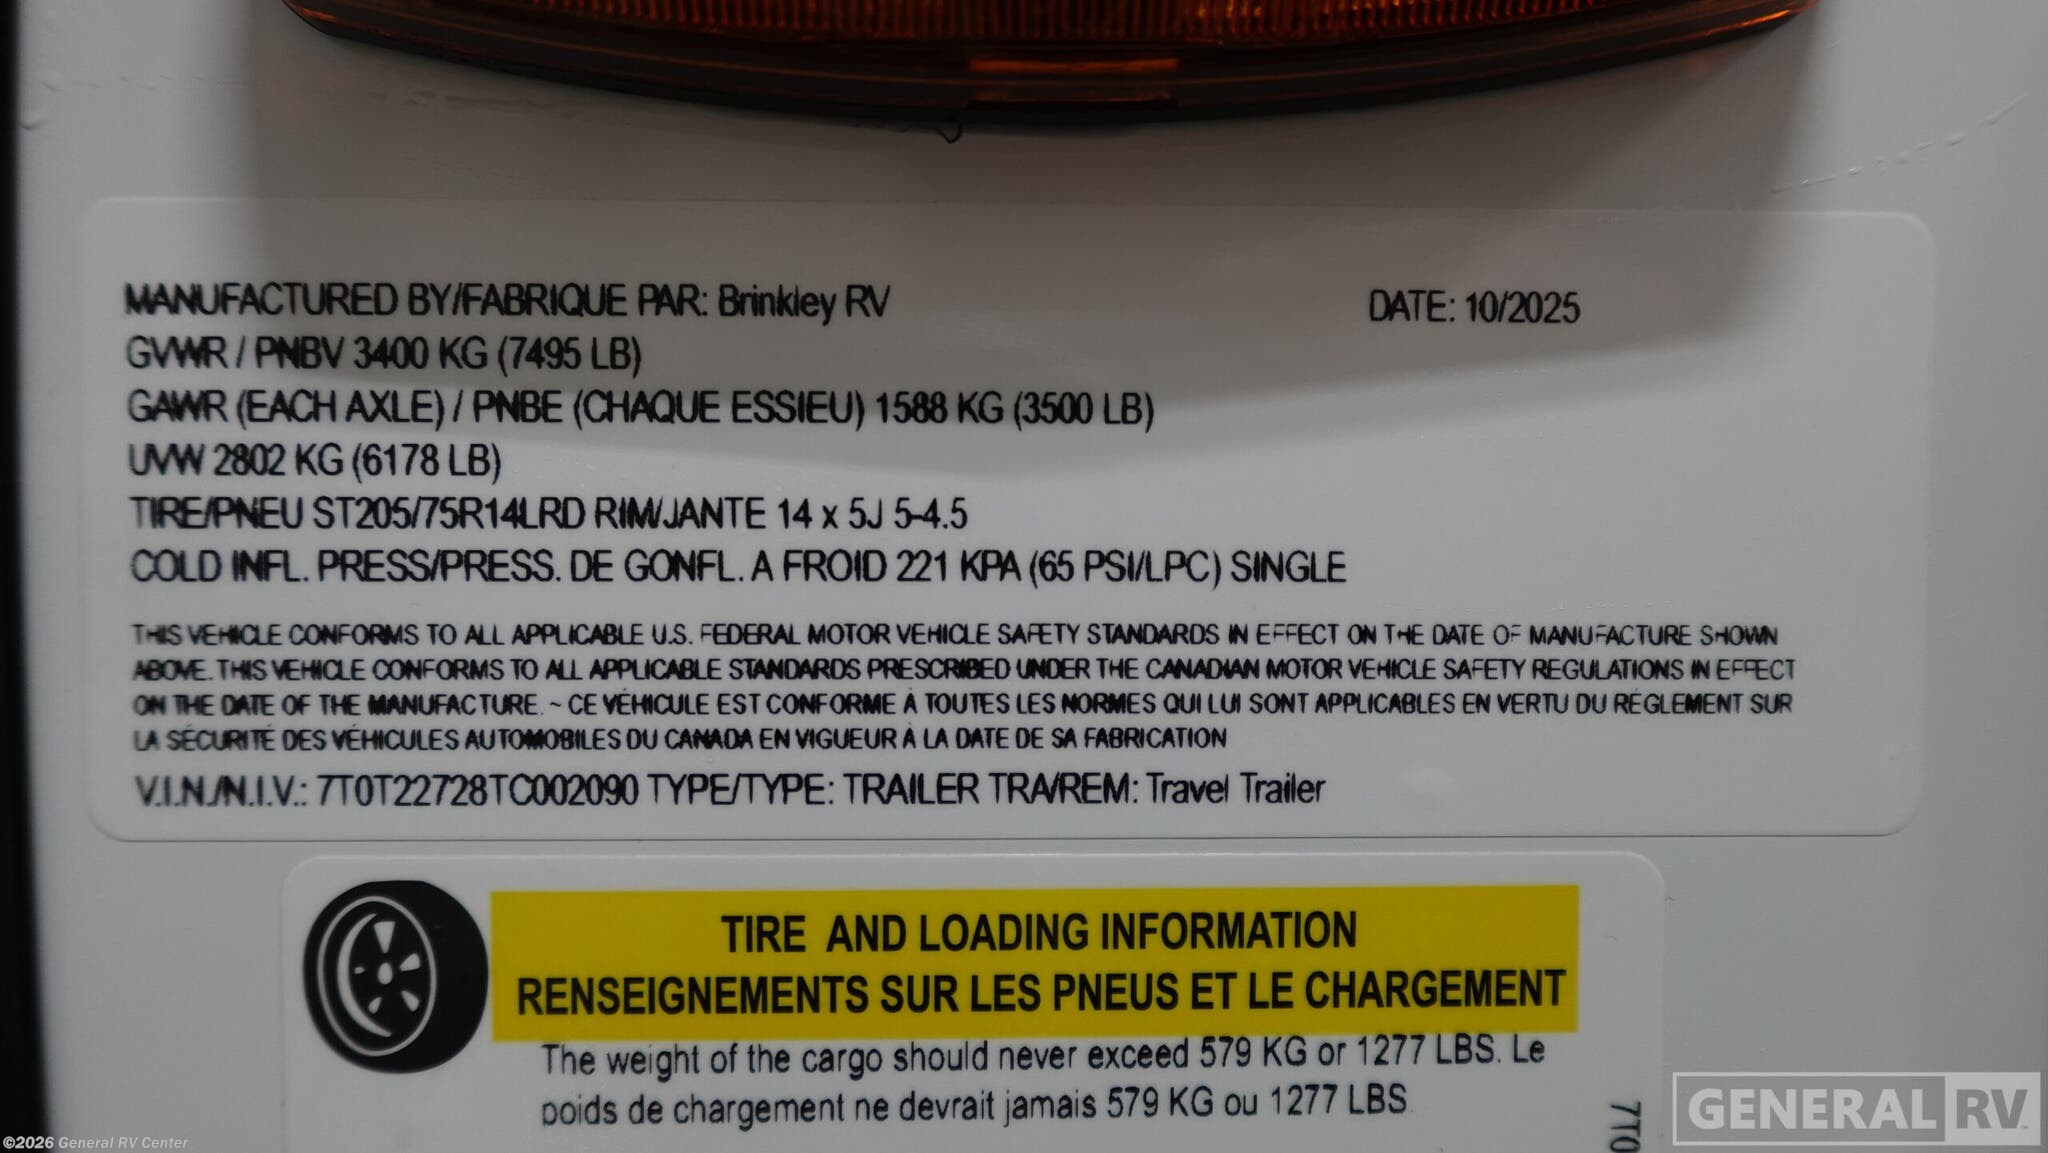 MANUFACTURED BY/FABRIQUE PAR: Brinkley RV DATE: 10/2025
GVWR / PNBV 3400 KG (7495 LB)
GAWR (EACH AXLE) / PNBE (CHAQUE ESSIEU) 1588 KG (3500 LB)
UVW 2802 KG (6178 LB)
TIRE/PNEU ST205/75R14LRD RIM/JANTE 14 x 5J 5-4.5
COLD INFL. PRESS/PRESS. DE GONFL. A FROID 221 KPA (65 PSI/LPC) SINGLE
THIS VEHICLE CONFORMS TO ALL APPLICABLE U.S. FEDERAL MOTOR VEHICLE SAFETY STANDARDS IN EFFECT ON THE DATE OF MANUFACTURE SHOWN
ABOVE. THIS VEHICLE CONFORMS TO ALL APPLICABLE STANDARDS PRESCRIBED UNDER THE CANADIAN MOTOR VEHICLE SAFETY REGULATIONS IN EFFECT
ON THE DATE OF THE MANUFACTURE. ~ CE VÉHICULE EST CONFORME À TOUTES LES NORMES QUI LUI SONT APPLICABLES EN VERTU DU RÉGLEMENT SUR
LA SÉCURITÉ DES VÉHICULES AUTOMOBILES DU CANADA EN VIGUEUR À LA DATE DE SA FABRICATION
V.I.N./N.I.V.: 7T0T22728TC002090 TYPE/TYPE: TRAILER TRA/REM: Travel Trailer
TIRE AND LOADING INFORMATION
RENSEIGNEMENTS SUR LES PNEUS ET LE CHARGEMENT
The weight of the cargo should never exceed 579 KG or 1277 LBS. Le
poids de chargement ne devrait jamais 579 KG ou 1277 LBS
7T0
GENERAL RV
©2026 General RV Center